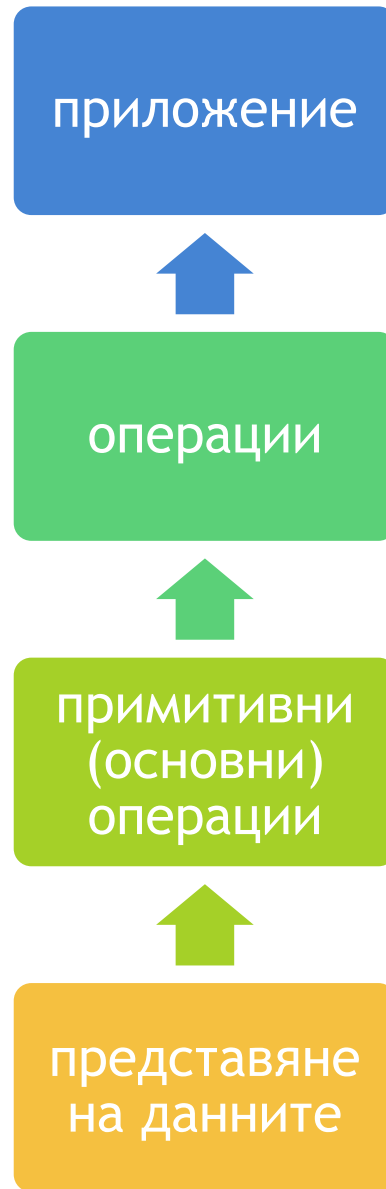 приложение
операции
примитивни
(основни)
операции
представяне
на данните